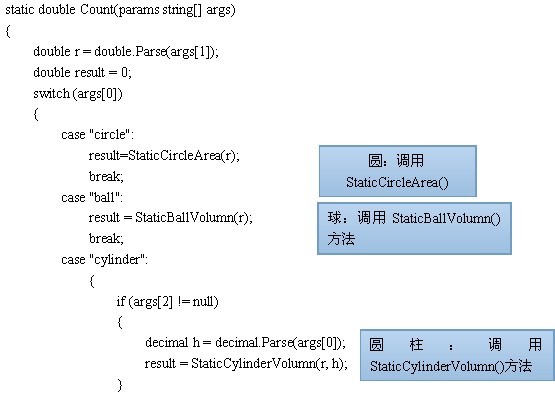 static double Count(params string[] args)
{
double r = double.Parse(args[1]);
double result = 0;
switch (args[0])
{
case "circle":
result=StaticCircleArea(r);
break;
圆：调用
StaticCircleArea()
case "ball":
result = StaticBallVolumn(r);
break;
球：调用 StaticBallVolumn()
方法
case "cylinder":
{
if (args[2] != null)
{
decimal h = decimal.Parse(args[0]);
result = StaticCylinderVolumn(r, h);
}
圆柱：调用
StaticCylinderVolumn()方法